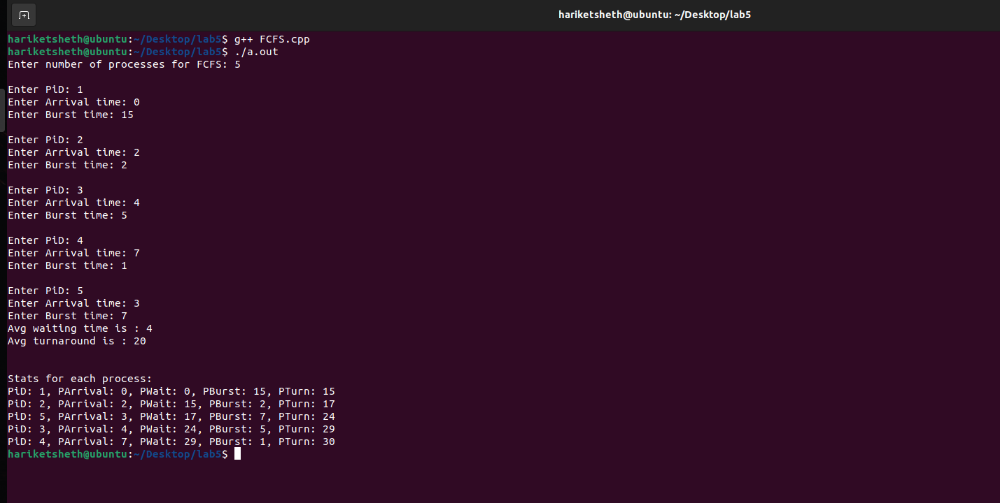 hariketsheth@ubuntu: ~/Desktop/lab5
hariketsheth@ubuntu:~/Desktop/lab5$ g++ FCFS.cpp
hariketsheth@ubuntu:~/Desktop/lab5$ ./a.out
Enter number of processes for FCFS: 5
Enter PiD: 1
Enter Arrival time: 0
Enter Burst time: 15
Enter PiD: 2
Enter Arrival time: 2
Enter Burst time: 2
Enter PiD: 3
Enter Arrival time: 4
Enter Burst time: 5
Enter PiD: 4
Enter Arrival time: 7
Enter Burst time: 1
Enter PiD: 5
Enter Arrival time: 3
Enter Burst time: 7
Avg waiting time is : 4
Avg turnaround is : 20
Stats for each process:
PiD: 1, PArrival: 0, PWait: 0, PBurst: 15, PTurn: 15
PiD: 2, PArrival: 2, PWait: 15, PBurst: 2, PTurn: 17
PiD: 5, PArrival: 3, PWait: 17, PBurst: 7, PTurn: 24
PiD: 3, PArrival: 4, PWait: 24, PBurst: 5, PTurn: 29
PiD: 4, PArrival: 7, PWait: 29, PBurst: 1, PTurn: 30
hariketsheth@ubuntu:~/Desktop/lab5$